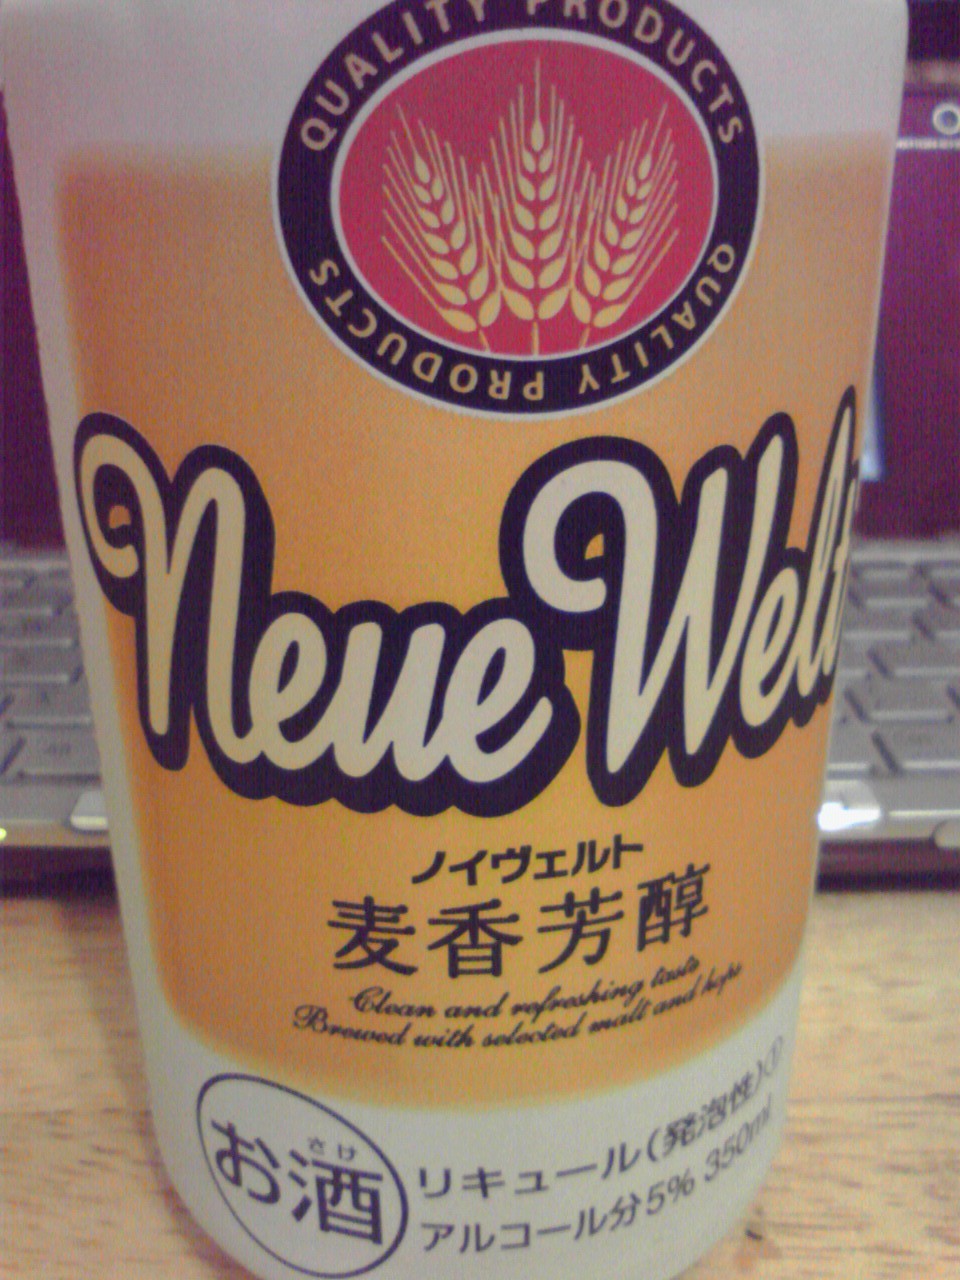 QUALITY PRODUCTS
QUALITY PRODUCTS
Neue Welt
ノイヴェルト
麦香芳醇
Clean and refreshing taste
Brewed with selected malt and hops
お酒
さけ
リキュール(発泡性)①
アルコール分5% 350ml